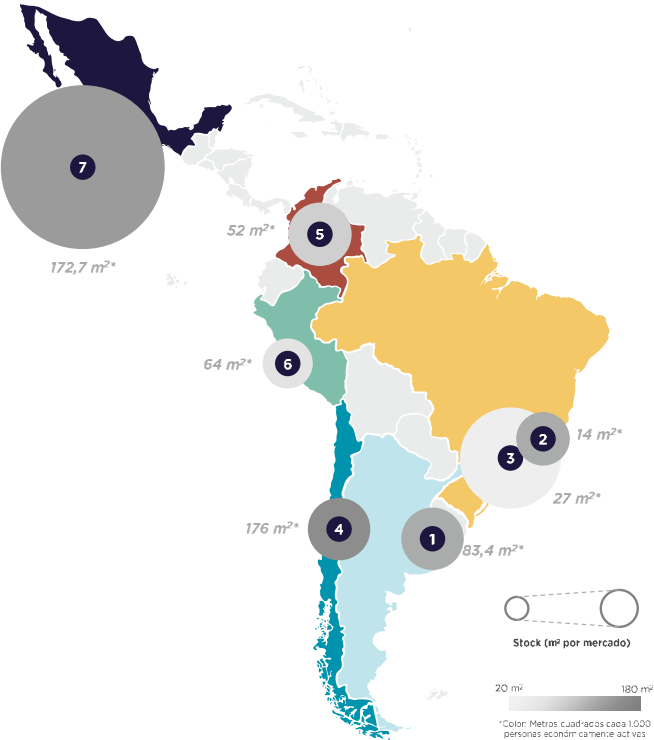 7
172,7 m²*
52 m²*
5
64 m²*
6
2
14 m²*
3
27 m²*
176 m²*
4
1
83,4 m²*
Stock (m² por mercado)
20 m²
180 m²
*Color: Metros cuadrados cada 1.000
personas económicamente activas